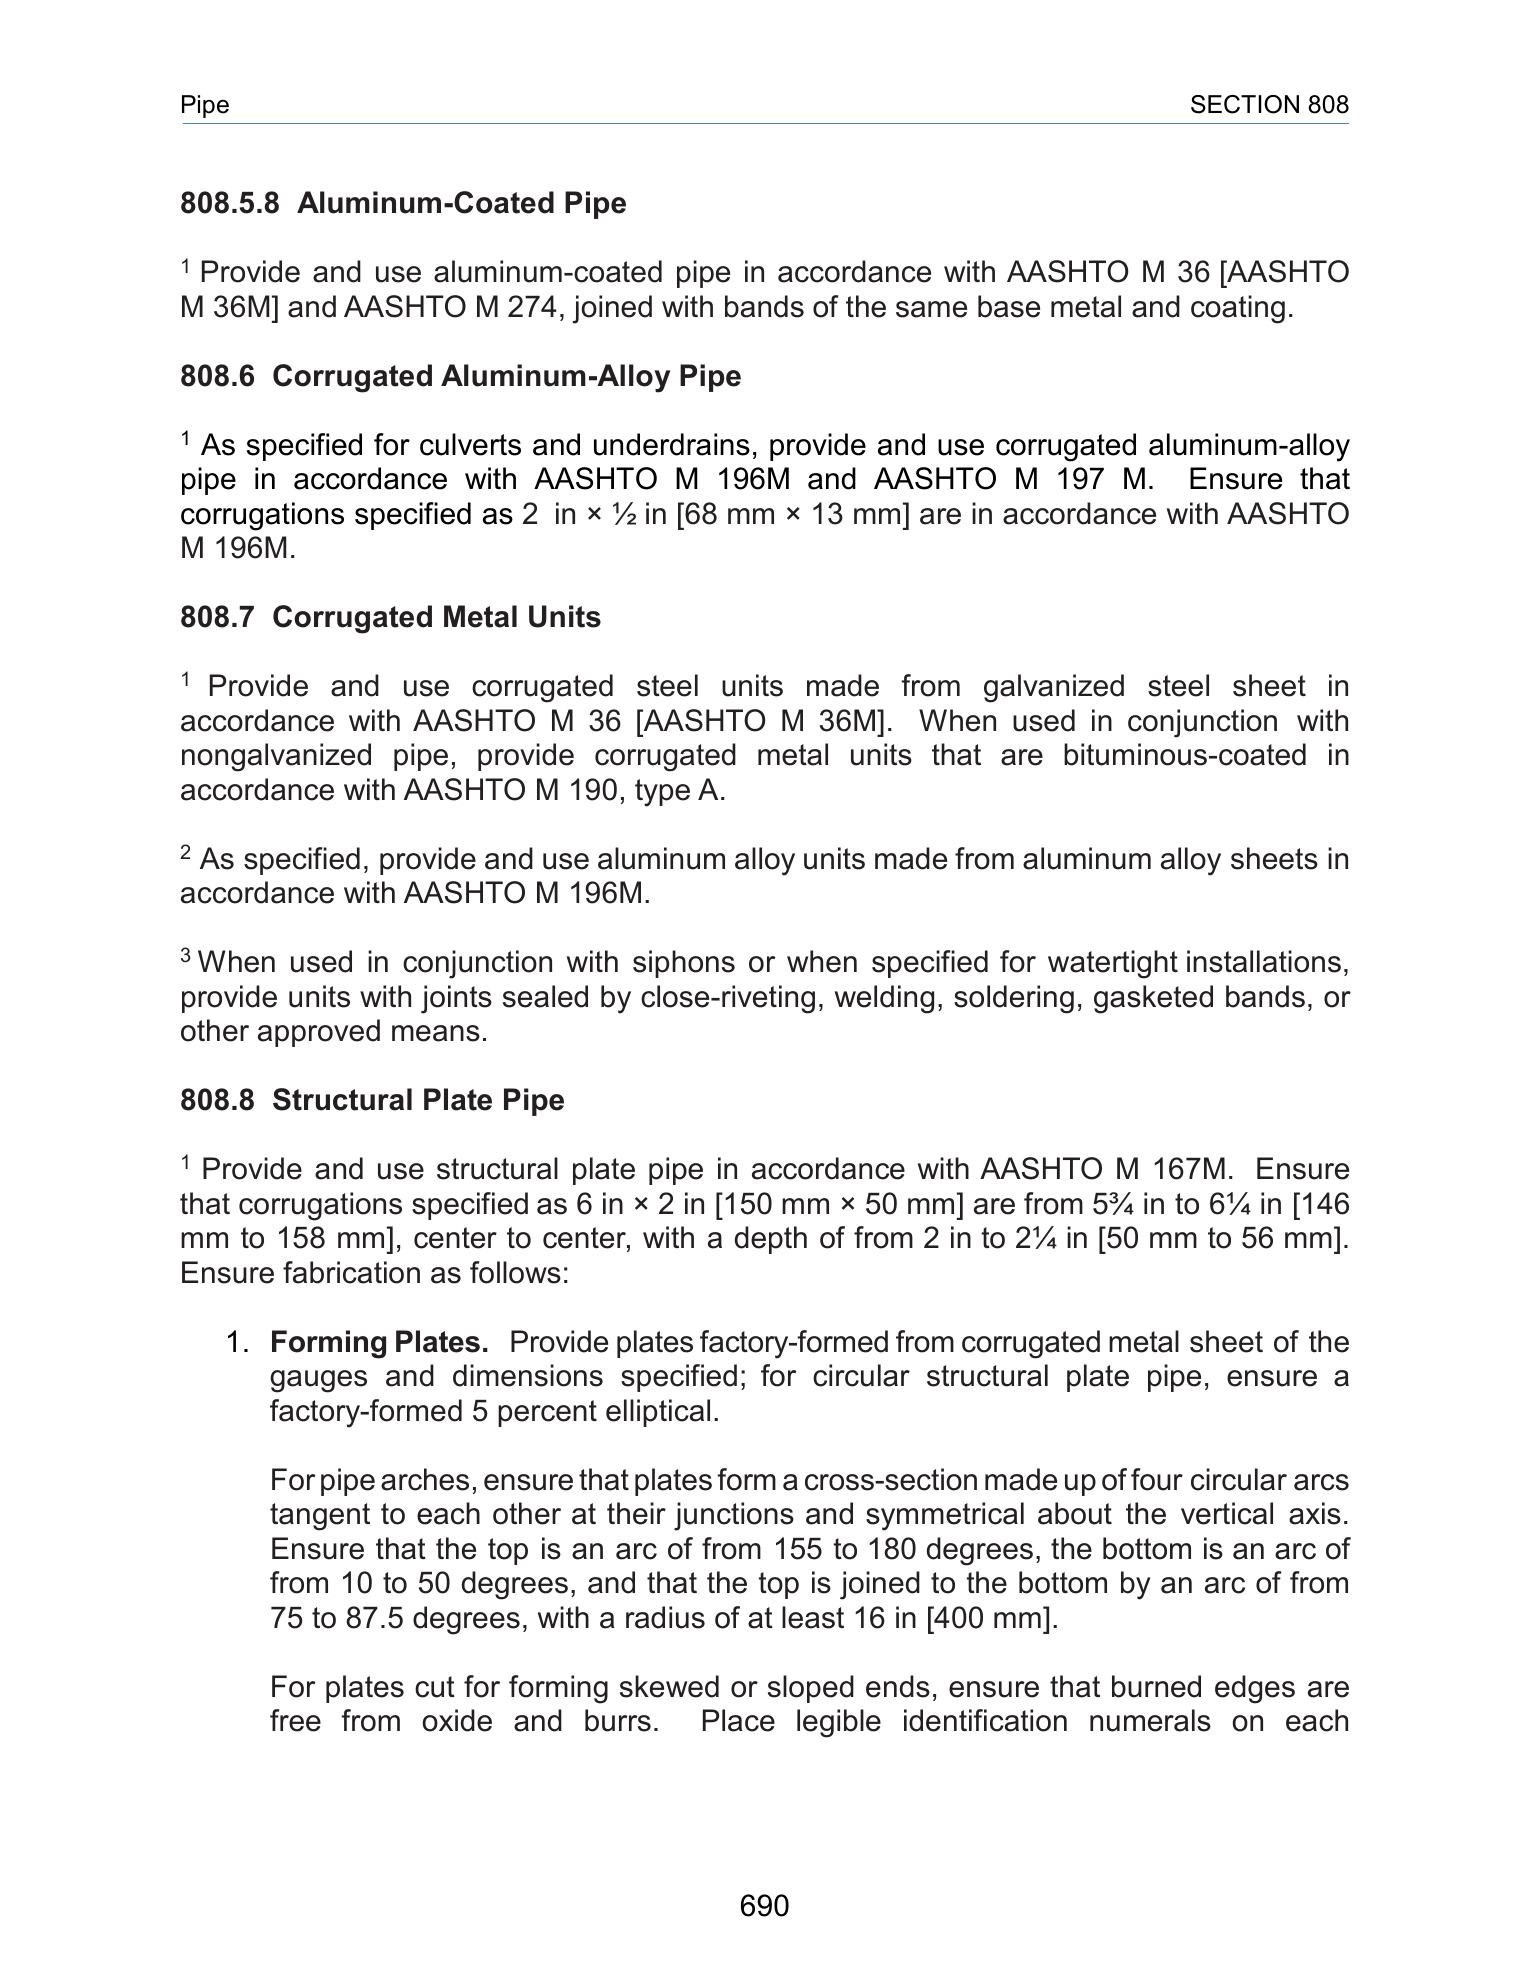 Pipe SECTION 808
808.5.8 Aluminum-Coated Pipe
1 Provide and use aluminum-coated pipe in accordance with AASHTO M 36 [AASHTO
M 36M] and AASHTO M 274, joined with bands of the same base metal and coating.
808.6 Corrugated Aluminum-Alloy Pipe
1 As specified for culverts and underdrains, provide and use corrugated aluminum-alloy
pipe in accordance with AASHTO M 196M and AASHTO M 197 M. Ensure that
corrugations specified as 2 in × ½ in [68 mm × 13 mm] are in accordance with AASHTO
M 196M.
808.7 Corrugated Metal Units
1 Provide and use corrugated steel units made from galvanized steel sheet in
accordance with AASHTO M 36 [AASHTO M 36M]. When used in conjunction with
nongalvanized pipe, provide corrugated metal units that are bituminous-coated in
accordance with AASHTO M 190, type A.
2 As specified, provide and use aluminum alloy units made from aluminum alloy sheets in
accordance with AASHTO M 196M.
3 When used in conjunction with siphons or when specified for watertight installations,
provide units with joints sealed by close-riveting, welding, soldering, gasketed bands, or
other approved means.
808.8 Structural Plate Pipe
1 Provide and use structural plate pipe in accordance with AASHTO M 167M. Ensure
that corrugations specified as 6 in × 2 in [150 mm × 50 mm] are from 5¾ in to 6¼ in [146
mm to 158 mm], center to center, with a depth of from 2 in to 2¼ in [50 mm to 56 mm].
Ensure fabrication as follows:
1. Forming Plates. Provide plates factory-formed from corrugated metal sheet of the
gauges and dimensions specified; for circular structural plate pipe, ensure a
factory-formed 5 percent elliptical.
For pipe arches, ensure that plates form a cross-section made up of four circular arcs
tangent to each other at their junctions and symmetrical about the vertical axis.
Ensure that the top is an arc of from 155 to 180 degrees, the bottom is an arc of
from 10 to 50 degrees, and that the top is joined to the bottom by an arc of from
75 to 87.5 degrees, with a radius of at least 16 in [400 mm].
For plates cut for forming skewed or sloped ends, ensure that burned edges are
free from oxide and burrs. Place legible identification numerals on each
690